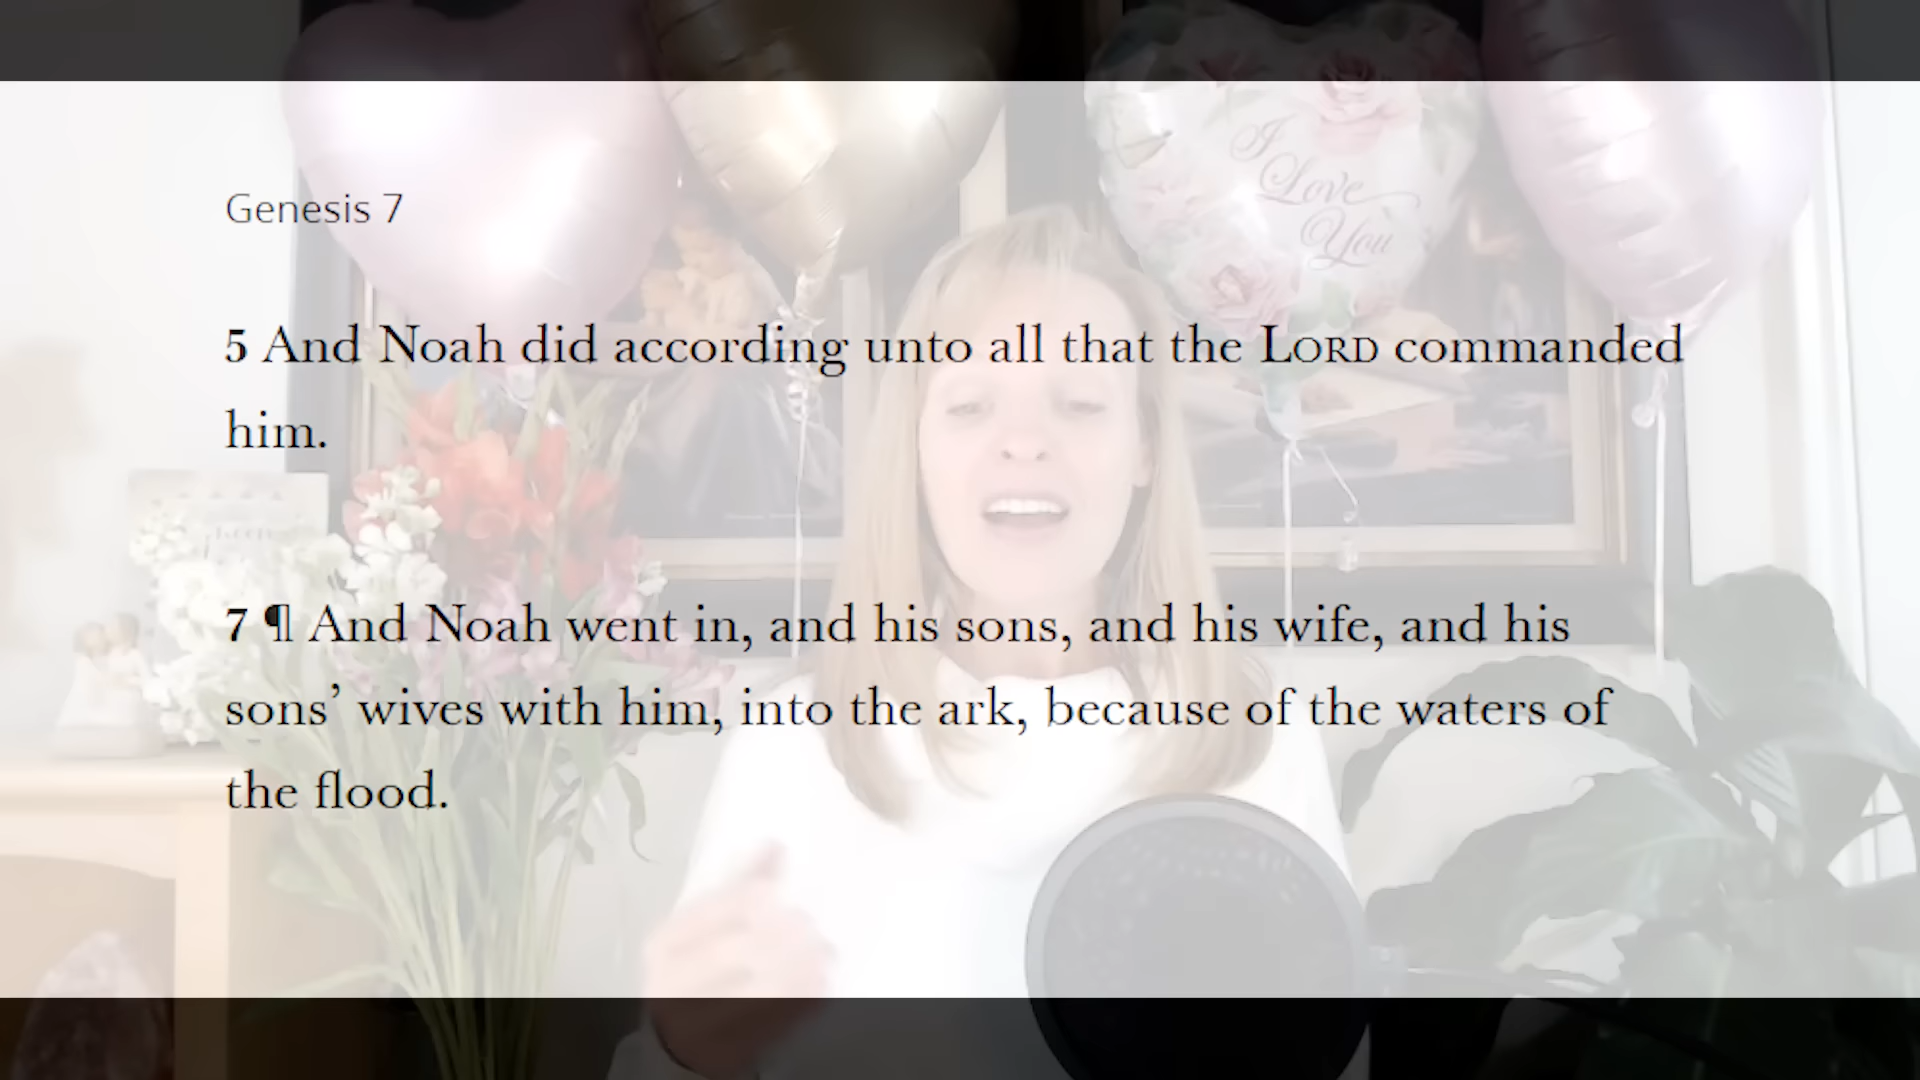 I
Love
You
Genesis 7
5 And Noah did according unto all that the LORD commanded
him.
7 ¶ And Noah went in, and his sons, and his wife, and his
sons’ wives with him, into the ark, because of the waters of
the flood.